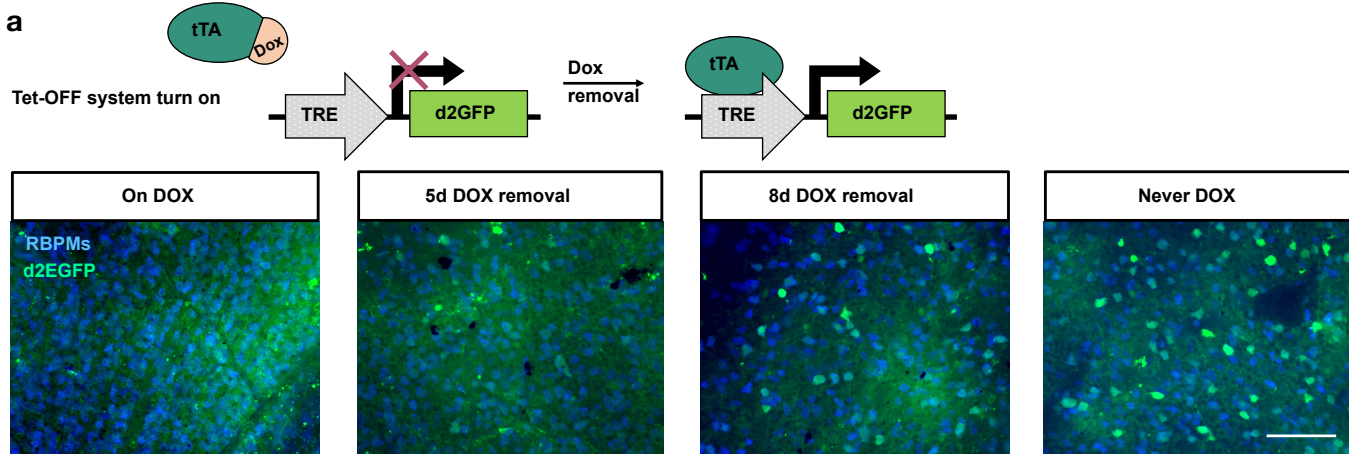 a
tTA
Dox
Tet-OFF system turn on
TRE
d2GFP
Dox
removal
tTA
TRE
d2GFP
On DOX
5d DOX removal
8d DOX removal
Never DOX
RBPMs
d2EGFP